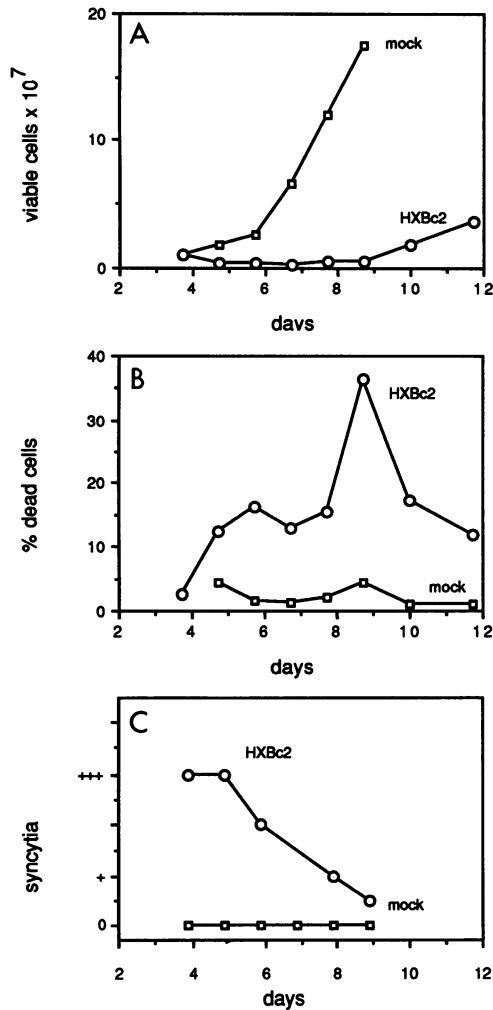 A
20
mock
viable cells x 10⁷
10
HXBc2
0
2 4 6 8 10 12
davs
40
B
HXBc2
30
% dead cells
20
10
mock
0
2 4 6 8 10 12
days
C
HXBc2
+++
syncytia
+
mock
0
2 4 6 8 10 12
days